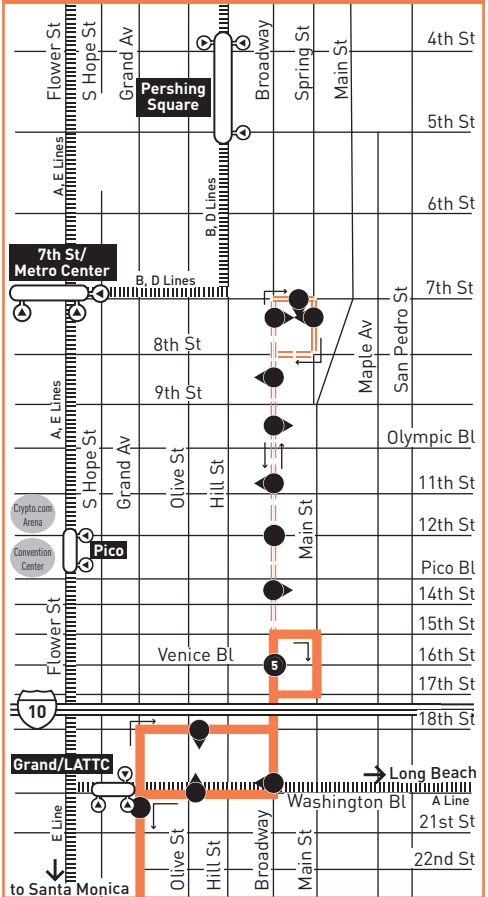 Flower St
S Hope St
Grand Av
Broadway
Spring St
Main St
4th St
Pershing
Square
5th St
A, E Lines
B, D Lines
6th St
7th St/
Metro Center
B, D Lines
7th St
8th St
Maple Av
San Pedro St
9th St
A, E Lines
Olympic Bl
S Hope St
Grand Av
Olive St
Hill St
11th St
Crypto.com
Arena
Main St
12th St
Convention
Center
Pico
Pico Bl
14th St
15th St
Flower St
Venice Bl
5
16th St
17th St
10
18th St
Grand/LATTC
Long Beach
Washington Bl
A Line
E Line
Olive St
Hill St
Broadway
Main St
21st St
22nd St
to Santa Monica